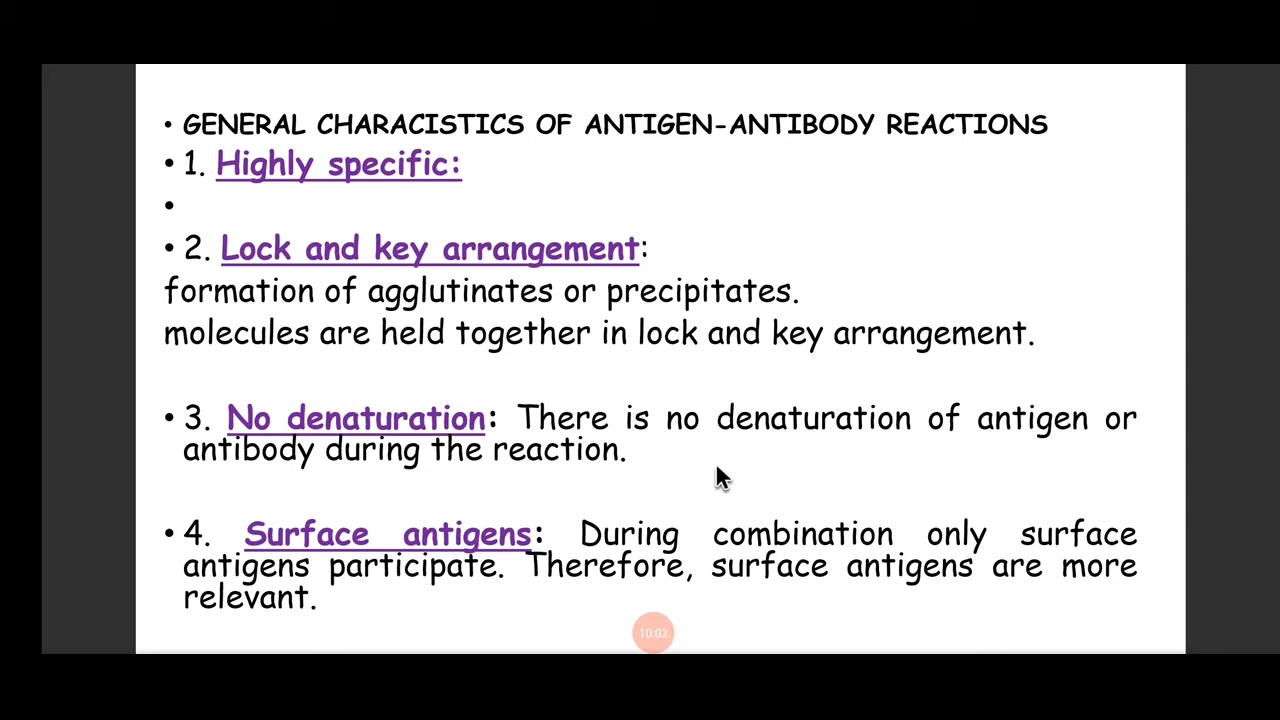 • GENERAL CHARACISTICS OF ANTIGEN-ANTIBODY REACTIONS
• 1. Highly specific:
•
• 2. Lock and key arrangement:
formation of agglutinates or precipitates.
molecules are held together in lock and key arrangement.
• 3. No denaturation: There is no denaturation of antigen or
antibody during the reaction.
• 4. Surface antigens: During combination only surface
antigens participate. Therefore, surface antigens are more
relevant.
10:02